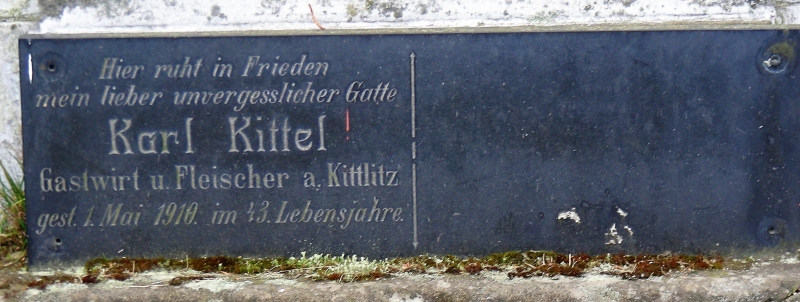 Hier ruht in Frieden
mein lieber unvergesslicher Gatte
Karl Kittel
Gastwirt u. Fleischer a. Kittlitz
gest. 1. Mai 1910. im 43. Lebensjahre.